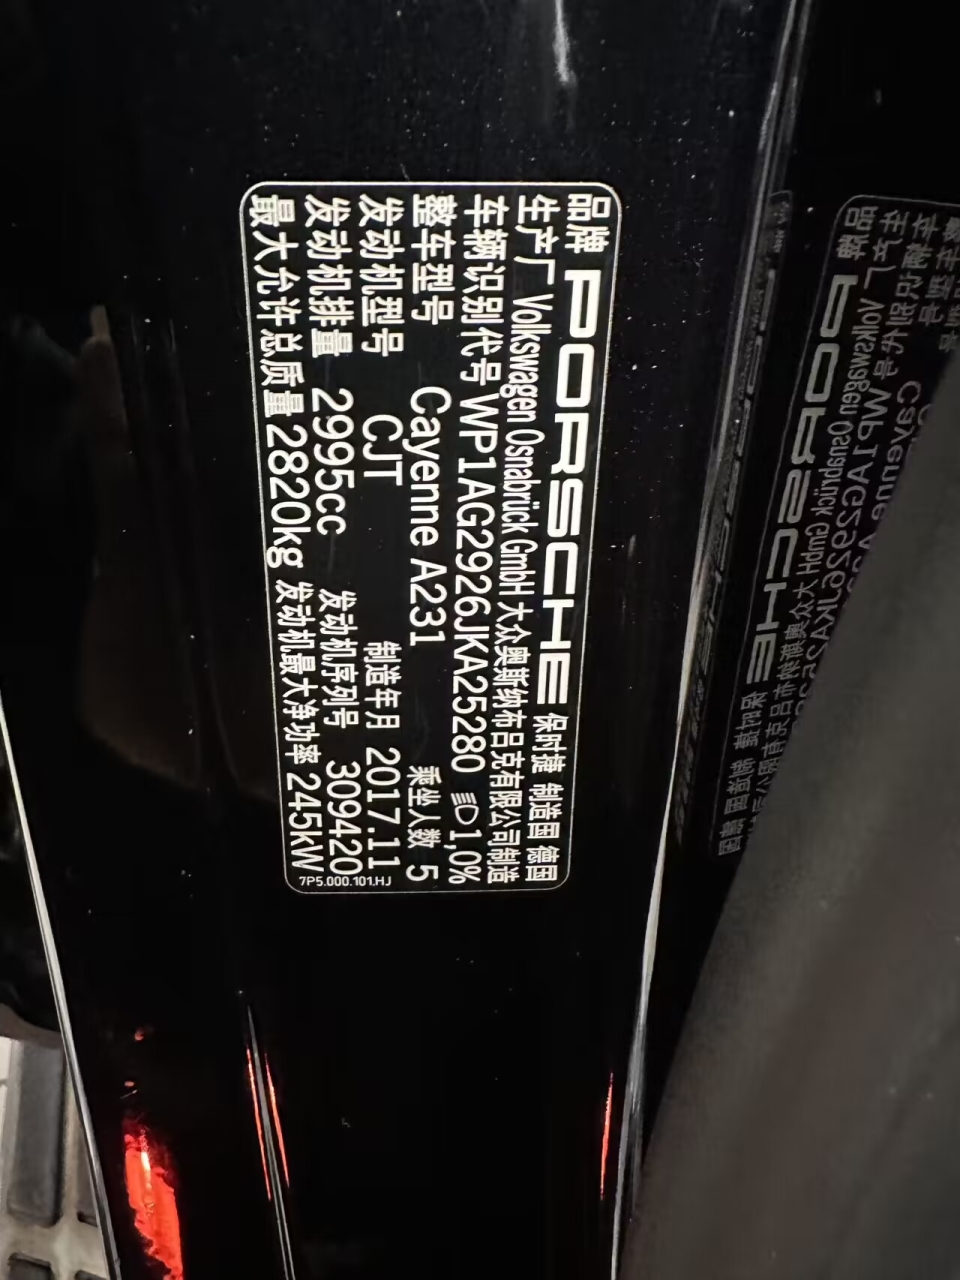 品牌 PORSCHE 保时捷 制造国 德国
生产厂 Volkswagen Osnabrück GmbH 大众奥斯纳布吕克有限公司制造
车辆识别代号 WP1AG2926JKA25280 1,0%
整车型号 Cayenne A231 乘坐人数 5
发动机型号 CJT 制造年月 2017.11
发动机排量 2995cc 发动机序列号 309420
最大允许总质量 2820kg 发动机最大净功率 245kW
7P5.000.101.HJ